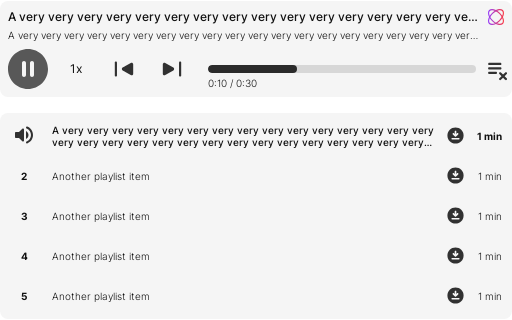 A very very very very very very very very very very very very very very ve...
A very very very very very very very very very very very very very very very very very very ver...
1x
0:10 / 0:30
A very very very very very very very very very very very very very very very
very very very very very very very very very very very very very very very...
1 min
2 Another playlist item 1 min
3 Another playlist item 1 min
4 Another playlist item 1 min
5 Another playlist item 1 min